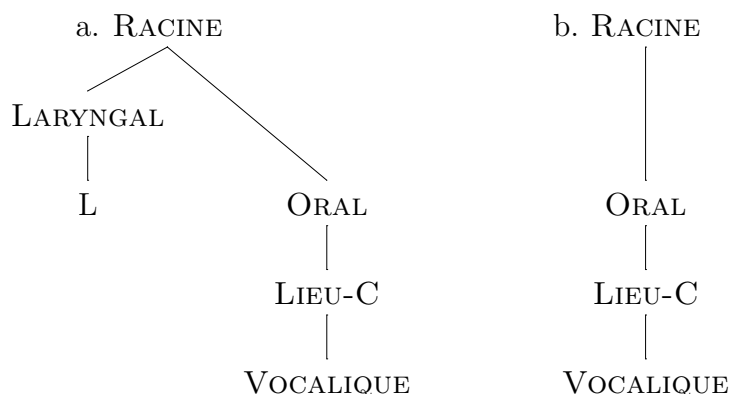 a. RACINE b. RACINE
LARYNGAL
L ORAL ORAL
LIEU-C LIEU-C
VOCALIQUE VOCALIQUE